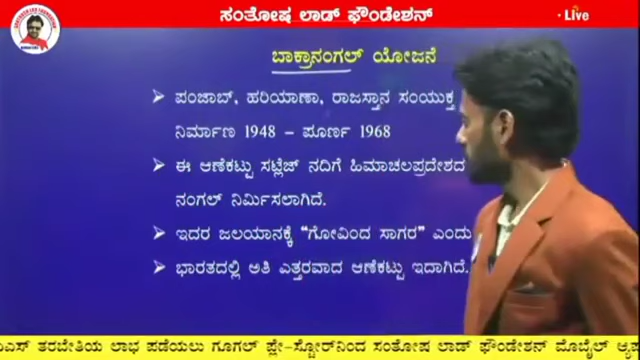 ಸಂತೋಷ ಲಾಡ್ ಫೌಂಡೇಶನ್
Live
ಬಾಕ್ರಾನಂಗಲ್ ಯೋಜನೆ
ಪಂಜಾಬ್, ಹರಿಯಾಣಾ, ರಾಜಸ್ತಾನ ಸಂಯುಕ್ತ
ನಿರ್ಮಾಣ 1948 – ಪೂರ್ಣ 1968
ಈ ಆಣೆಕಟ್ಟು ಸಟ್ಲೆಜ್ ನದಿಗೆ ಹಿಮಾಚಲಪ್ರದೇಶದ
ನಂಗಲ್ ನಿರ್ಮಿಸಲಾಗಿದೆ.
ಇದರ ಜಲಯಾನಕ್ಕೆ “ಗೋವಿಂದ ಸಾಗರ” ಎಂದು
ಭಾರತದಲ್ಲಿ ಅತಿ ಎತ್ತರವಾದ ಆಣೆಕಟ್ಟು ಇದಾಗಿದೆ.
ತರಬೇತಿಯ ಲಾಭ ಪಡೆಯಲು ಗೂಗಲ್ ಪ್ಲೇ-ಸ್ಟೋರ್‌ನಿಂದ ಸಂತೋಷ ಲಾಡ್ ಫೌಂಡೇಶನ್ ಮೊಬೈಲ್